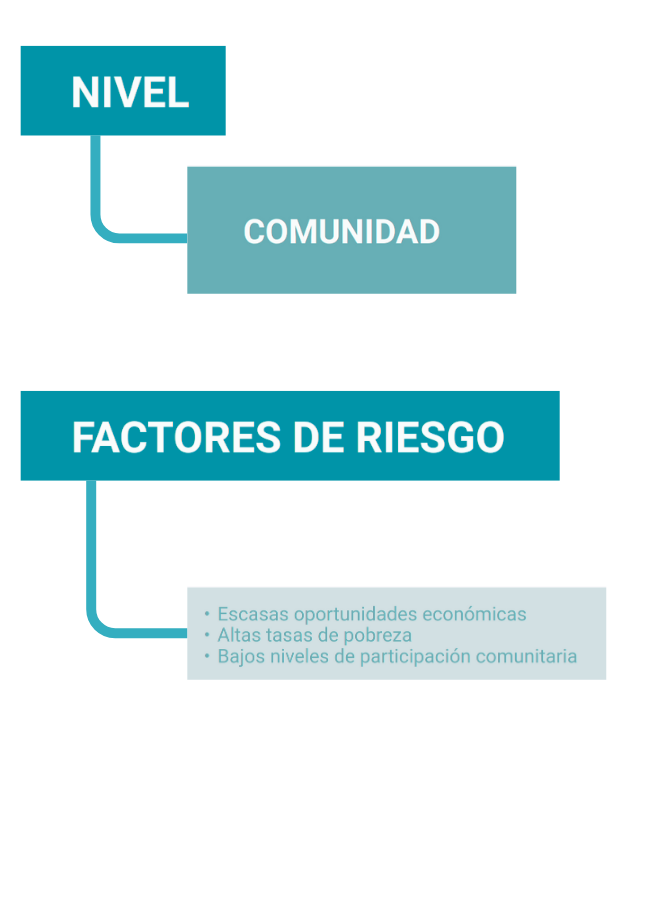 NIVEL
COMUNIDAD
FACTORES DE RIESGO
• Escasas oportunidades económicas
• Altas tasas de pobreza
• Bajos niveles de participación comunitaria